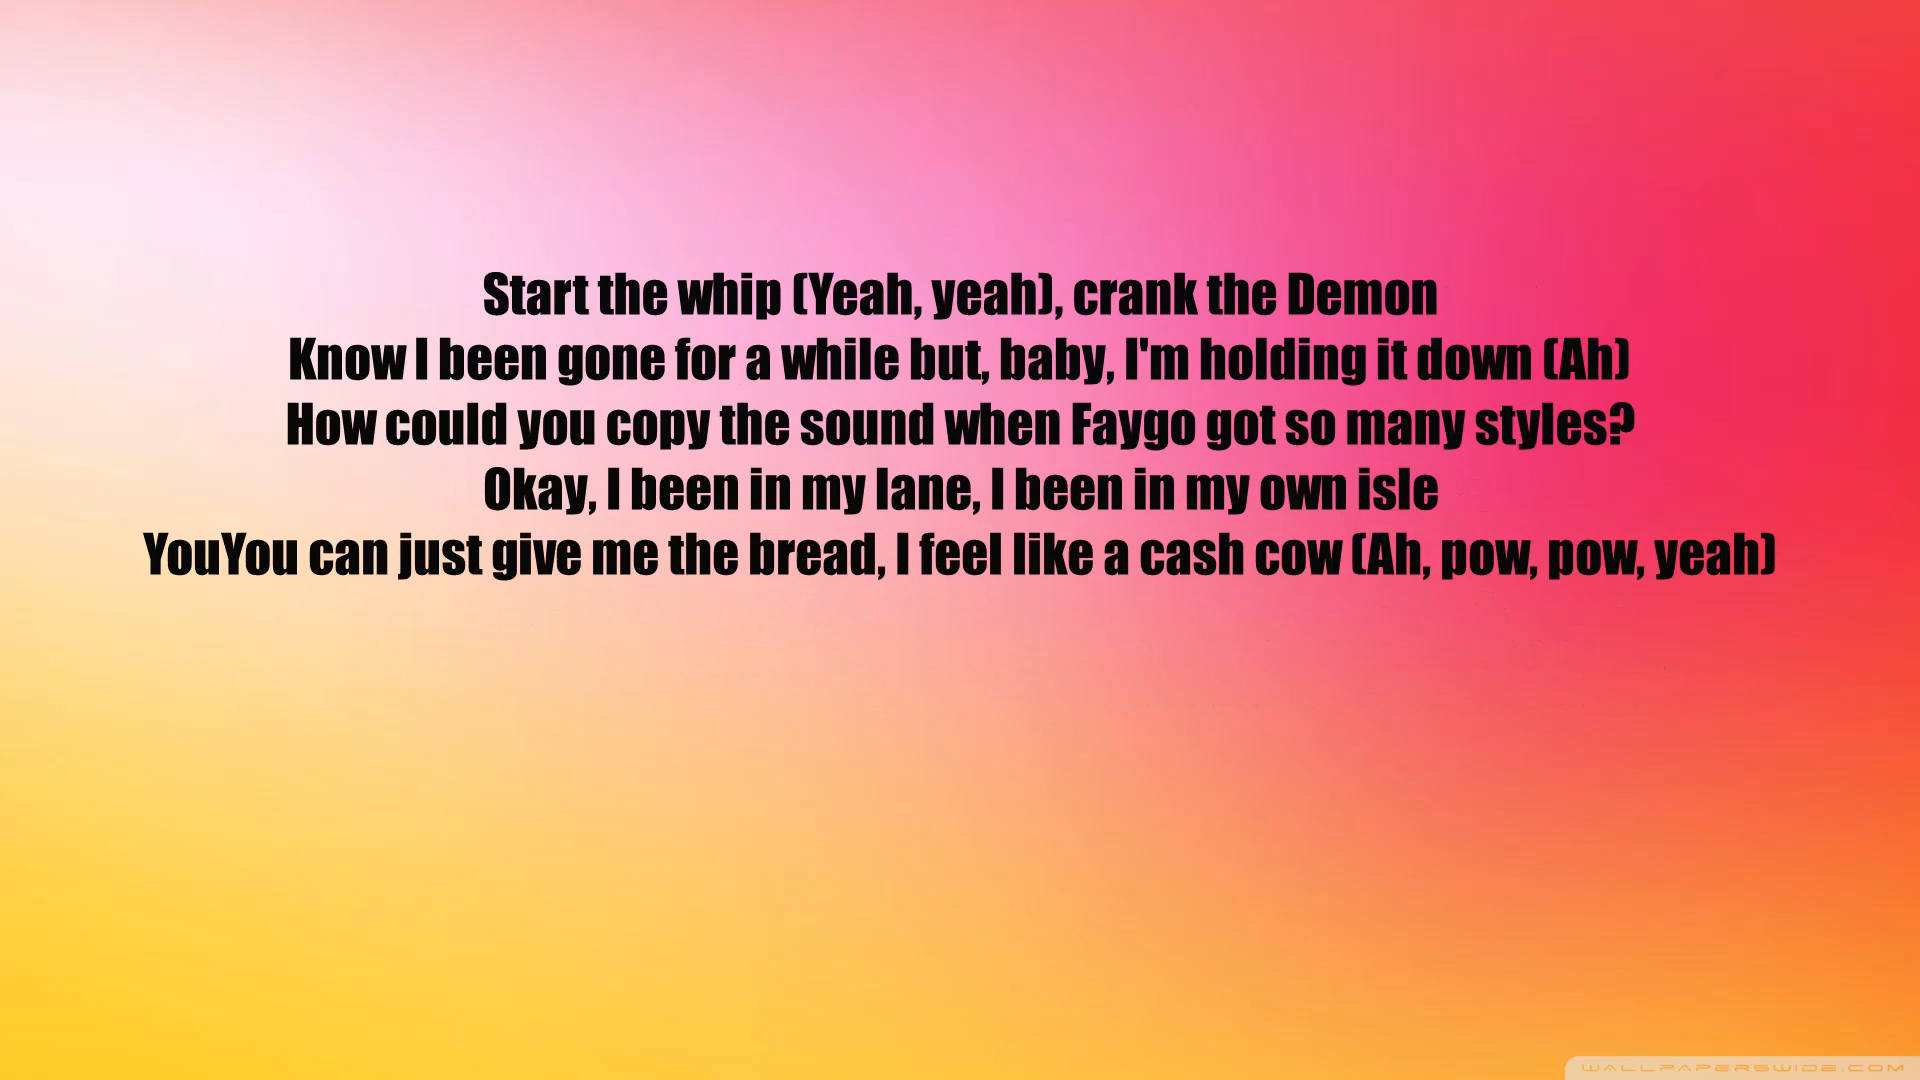 Start the whip (Yeah, yeah), crank the Demon
Know I been gone for a while but, baby, I'm holding it down (Ah)
How could you copy the sound when Faygo got so many styles?
Okay, I been in my lane, I been in my own isle
YouYou can just give me the bread, I feel like a cash cow (Ah, pow, pow, yeah)
WALLPAPERSWIDE.COM